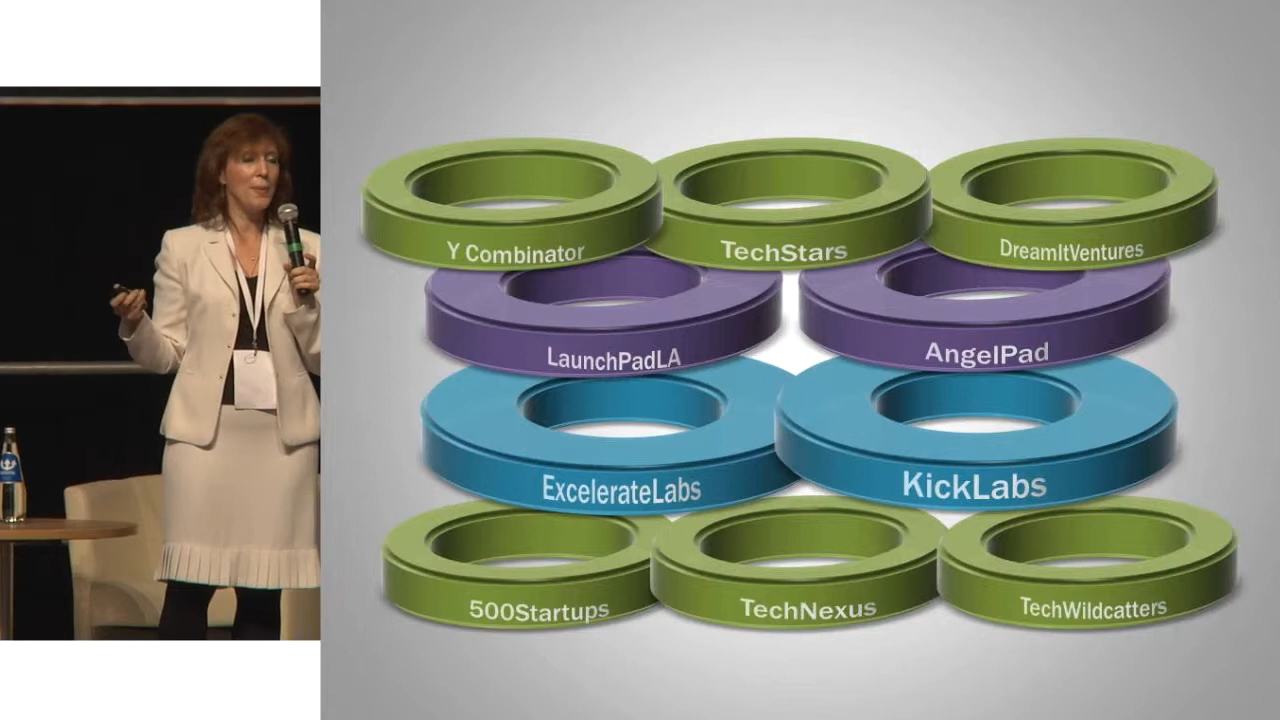 Y Combinator
TechStars
DreamItVentures
LaunchPadLA
AngelPad
ExcelerateLabs
KickLabs
500Startups
TechNexus
TechWildcatters